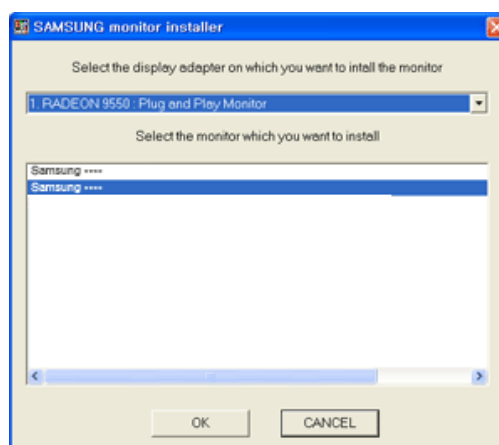 SAMSUNG monitor installer
Select the display adapter on which you want to intall the monitor
1. RADEON 9550 : Plug and Play Monitor
Select the monitor which you want to install
Samsung ----
Samsung ----
OK
CANCEL